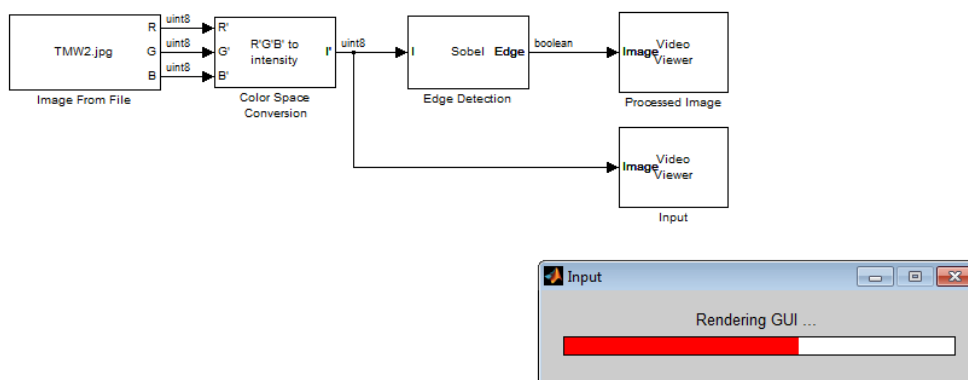 TMW2.jpg
R
G
B
Image From File
uint8
uint8
uint8
R'
G'
B'
R'G'B' to
intensity
I'
Color Space
Conversion
uint8
I
Sobel
Edge
Edge Detection
boolean
Image
Video
Viewer
Processed Image
Image
Video
Viewer
Input
Input
Rendering GUI ...